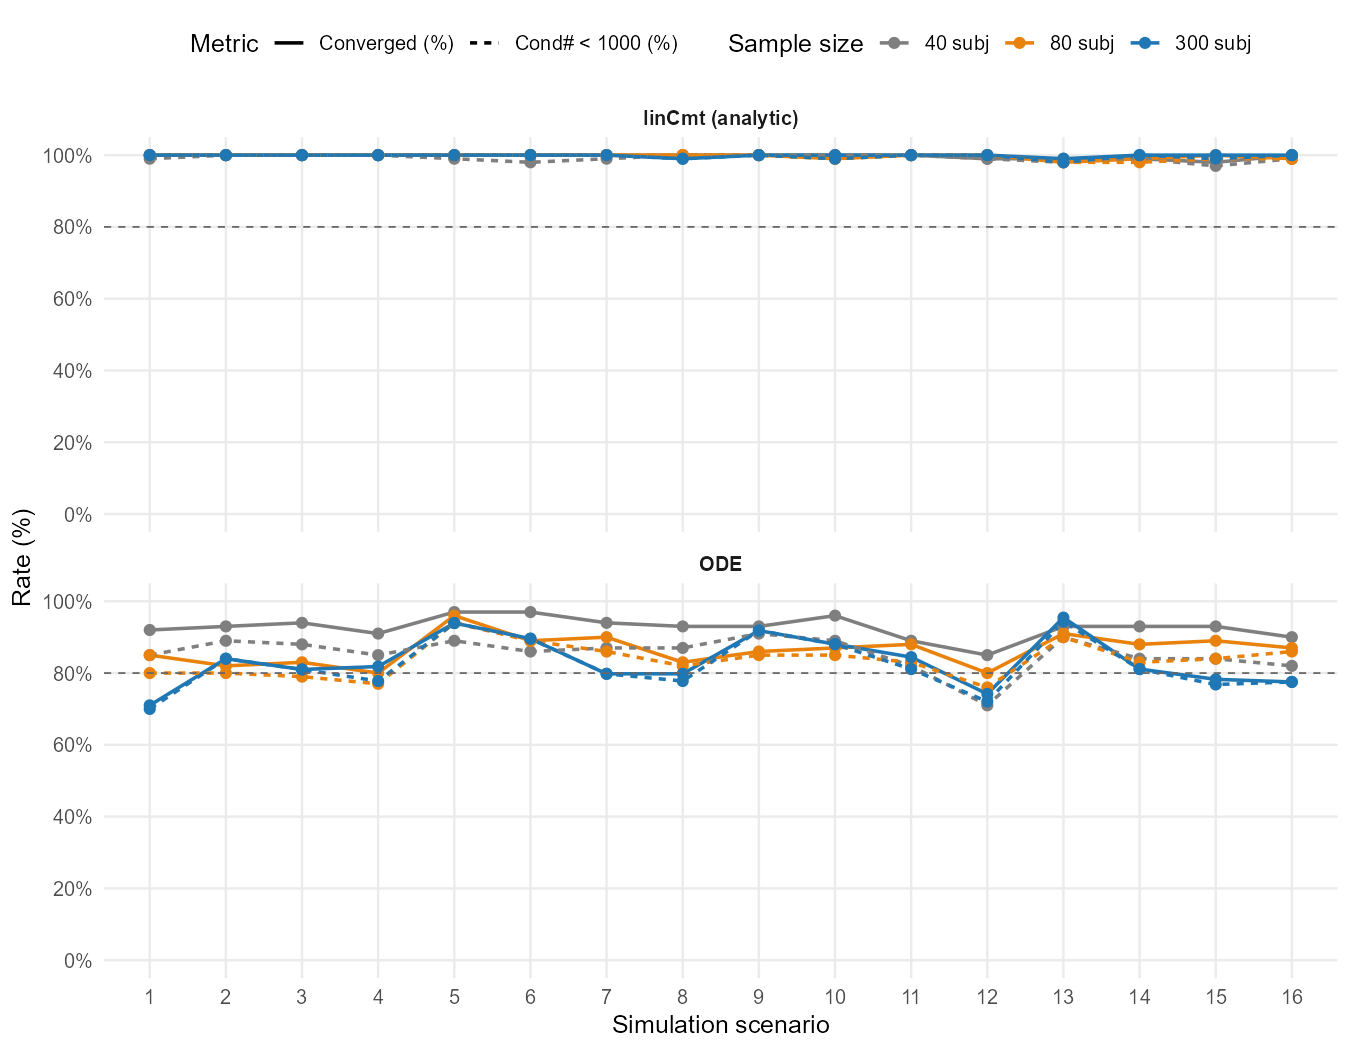 Metric Converged (%) Cond# < 1000 (%) Sample size 40 subj 80 subj 300 subj
linCmt (analytic)
100%
80%
60%
40%
20%
0%
Rate (%)
ODE
100%
80%
60%
40%
20%
0%
1 2 3 4 5 6 7 8 9 10 11 12 13 14 15 16
Simulation scenario